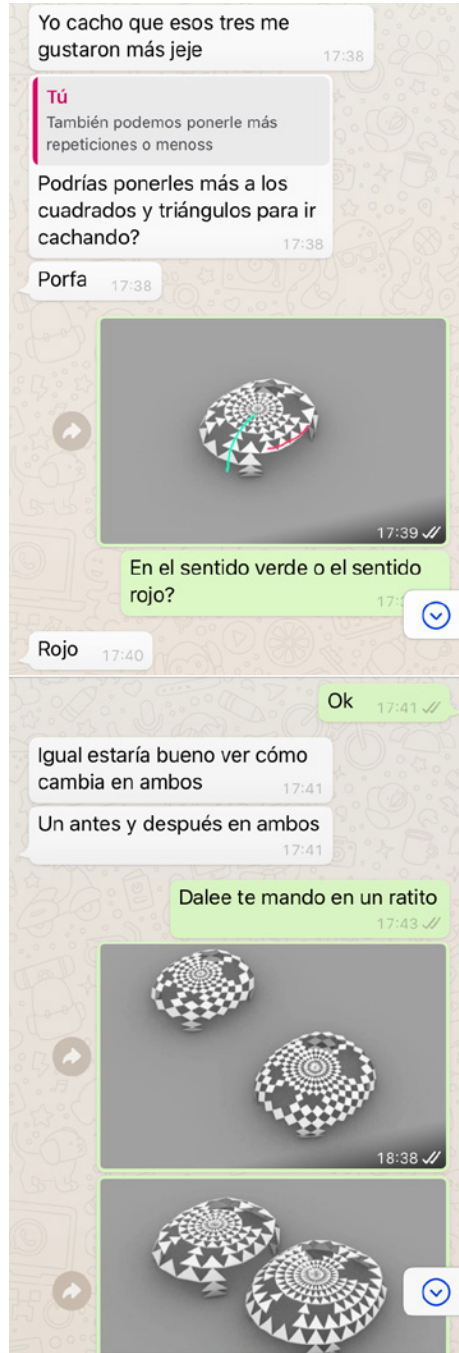 Yo cacho que esos tres me
gustaron más jeje
17:38
Tú
También podemos ponerle más
repeticiones o menoss
Podrías ponerles más a los
cuadrados y triángulos para ir
cachando?
17:38
Porfa 17:38
17:39
En el sentido verde o el sentido
rojo?
Rojo 17:40
Ok 17:41
Igual estaría bueno ver cómo
cambia en ambos
17:41
Un antes y después en ambos
17:41
Dalee te mando en un ratito
17:43
18:38